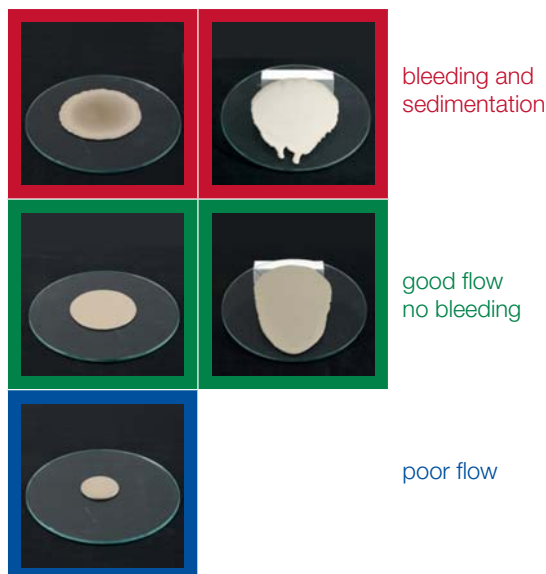 bleeding and
sedimentation
good flow
no bleeding
poor flow